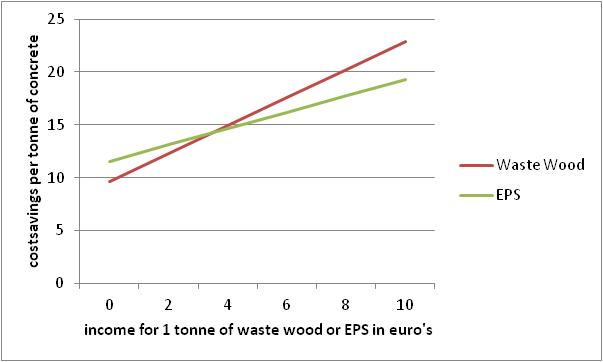 costsavings per tonne of concrete
25
20
15
10
5
0
0 2 4 6 8 10
income for 1 tonne of waste wood or EPS in euro's
Waste Wood
EPS